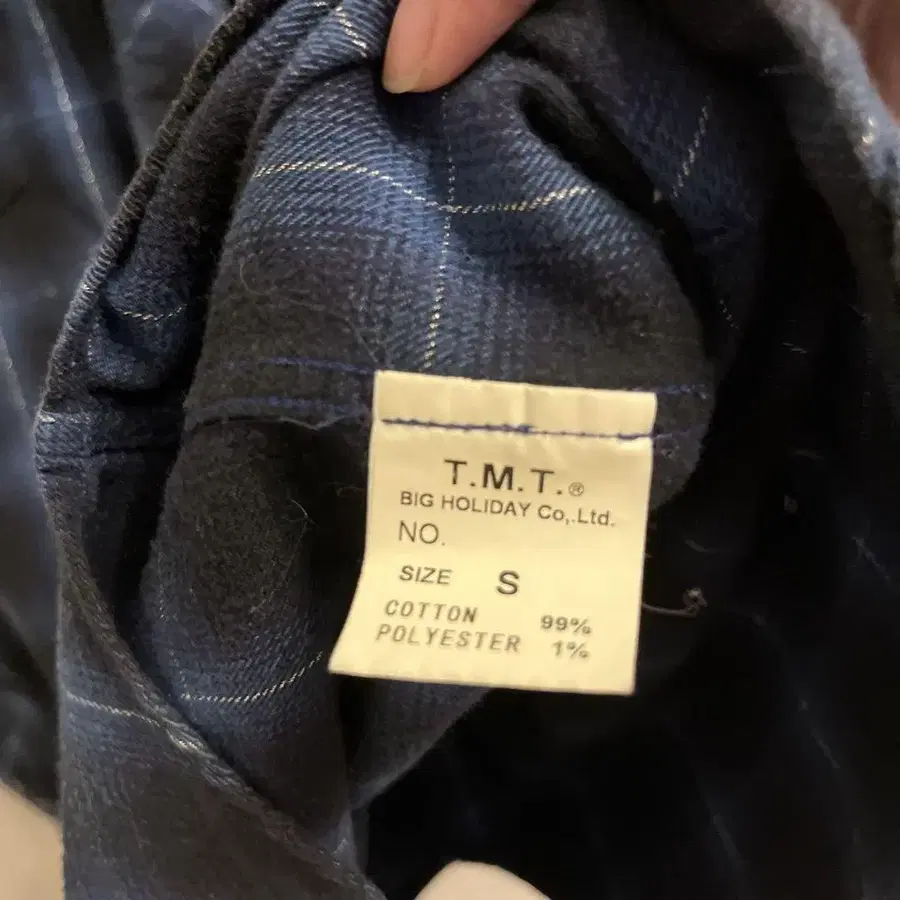 T.M.T.®
BIG HOLIDAY Co,.Ltd.
NO.
SIZE S
COTTON 99%
POLYESTER 1%